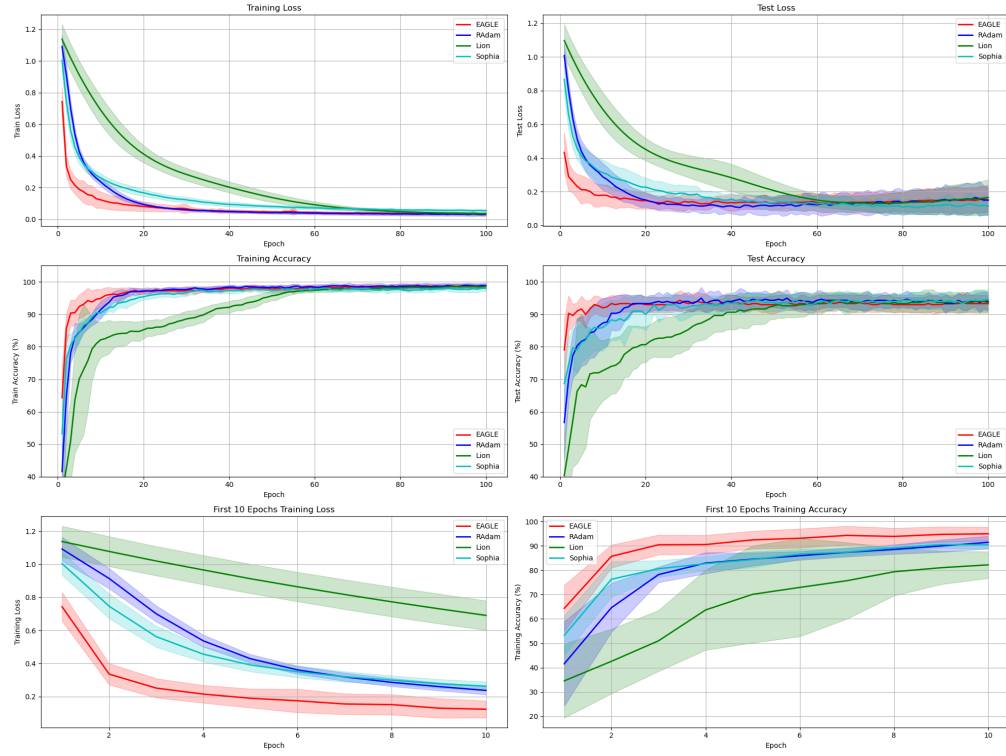 Training Loss
Train Loss
1.2
1.0
0.8
0.6
0.4
0.2
0.0
0 20 40 60 80 100
Epoch
EAGLE
RAdam
Lion
Sophia
Test Loss
Test Loss
1.2
1.0
0.8
0.6
0.4
0.2
0.0
0 20 40 60 80 100
Epoch
EAGLE
RAdam
Lion
Sophia
Training Accuracy
Train Accuracy (%)
100
90
80
70
60
50
40
0 20 40 60 80 100
Epoch
EAGLE
RAdam
Lion
Sophia
Test Accuracy
Test Accuracy (%)
100
90
80
70
60
50
40
0 20 40 60 80 100
Epoch
EAGLE
RAdam
Lion
Sophia
First 10 Epochs Training Loss
Training Loss
1.2
1.0
0.8
0.6
0.4
0.2
2 4 6 8 10
Epoch
EAGLE
RAdam
Lion
Sophia
First 10 Epochs Training Accuracy
Training Accuracy (%)
100
90
80
70
60
50
40
30
20
2 4 6 8 10
Epoch
EAGLE
RAdam
Lion
Sophia